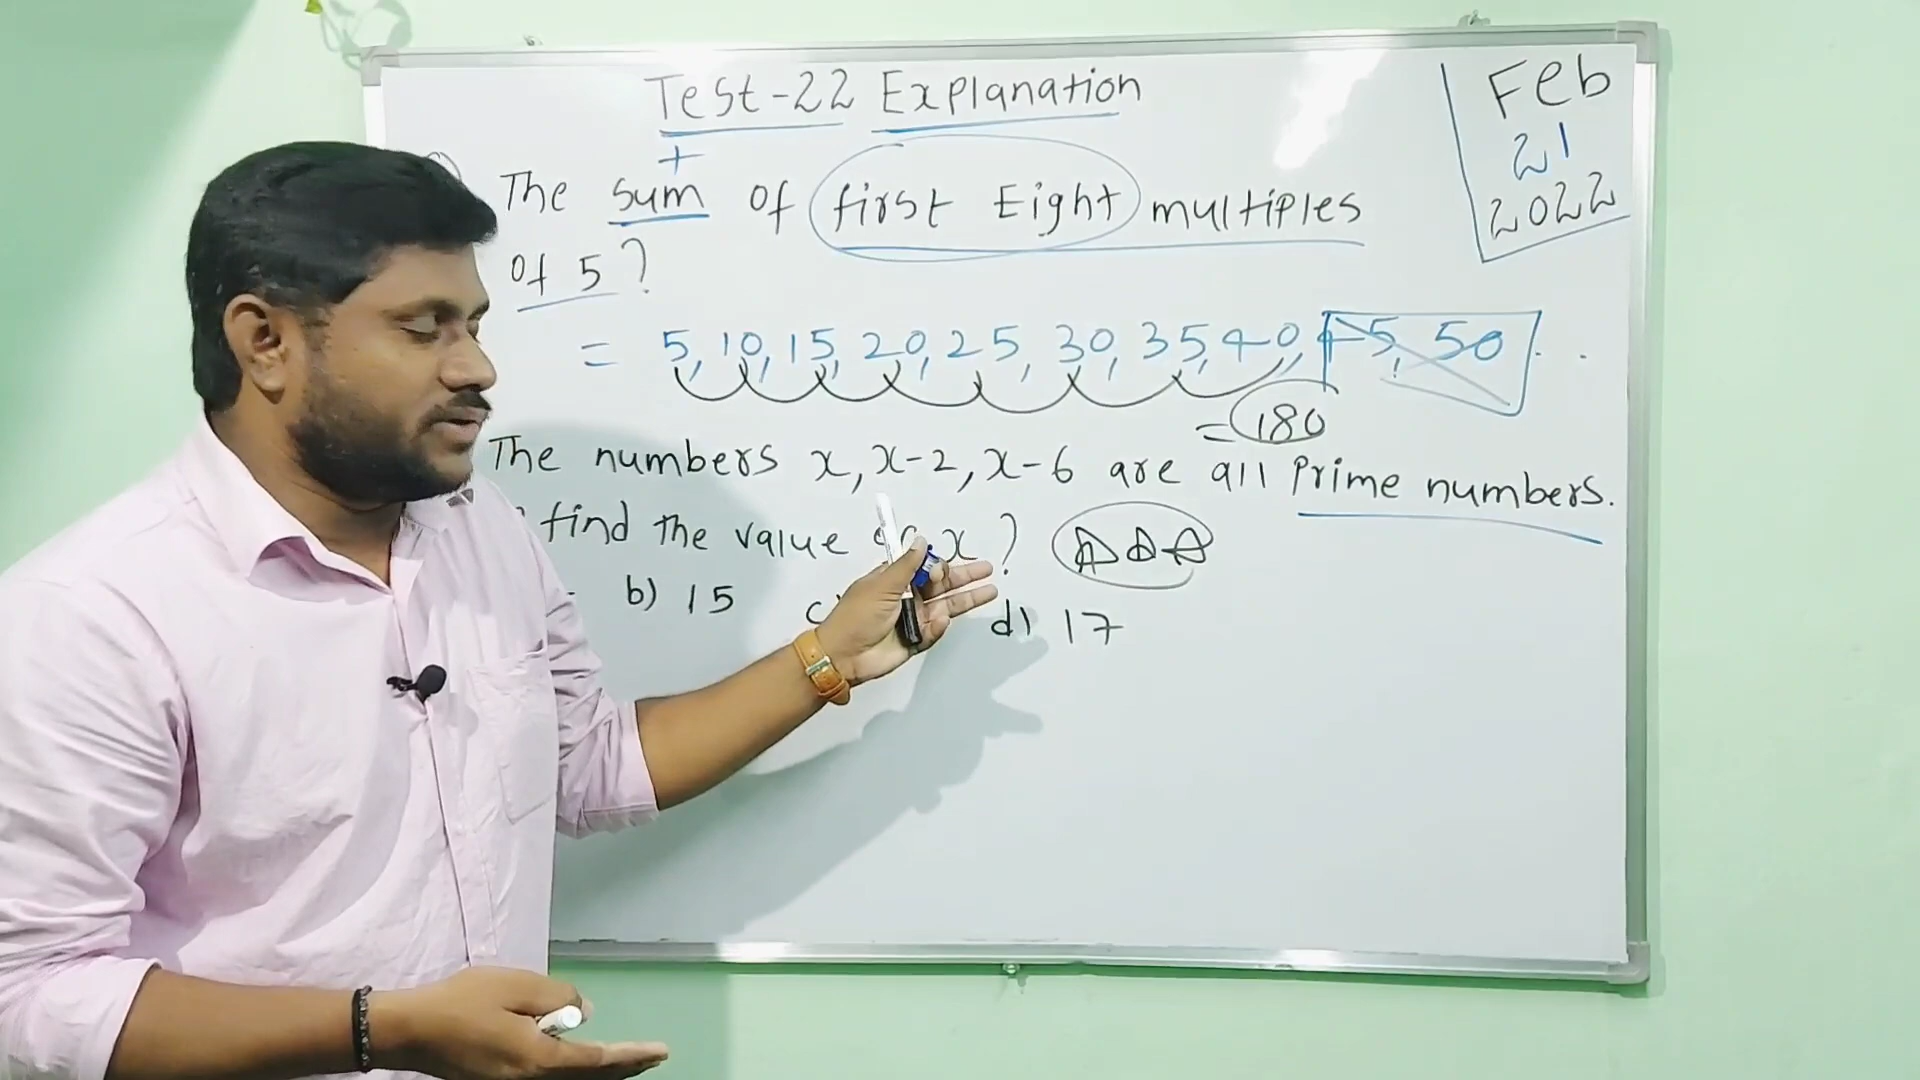 Test-22 Explanation
Feb
21
2022
+
The sum of first Eight multiples
of 5?
= 5, 10, 15, 20, 25, 30, 35, 40, 45, 50 . .
= 180
The numbers x, x-2, x-6 are all Prime numbers.
find the value x?
b) 15 c) d) 17